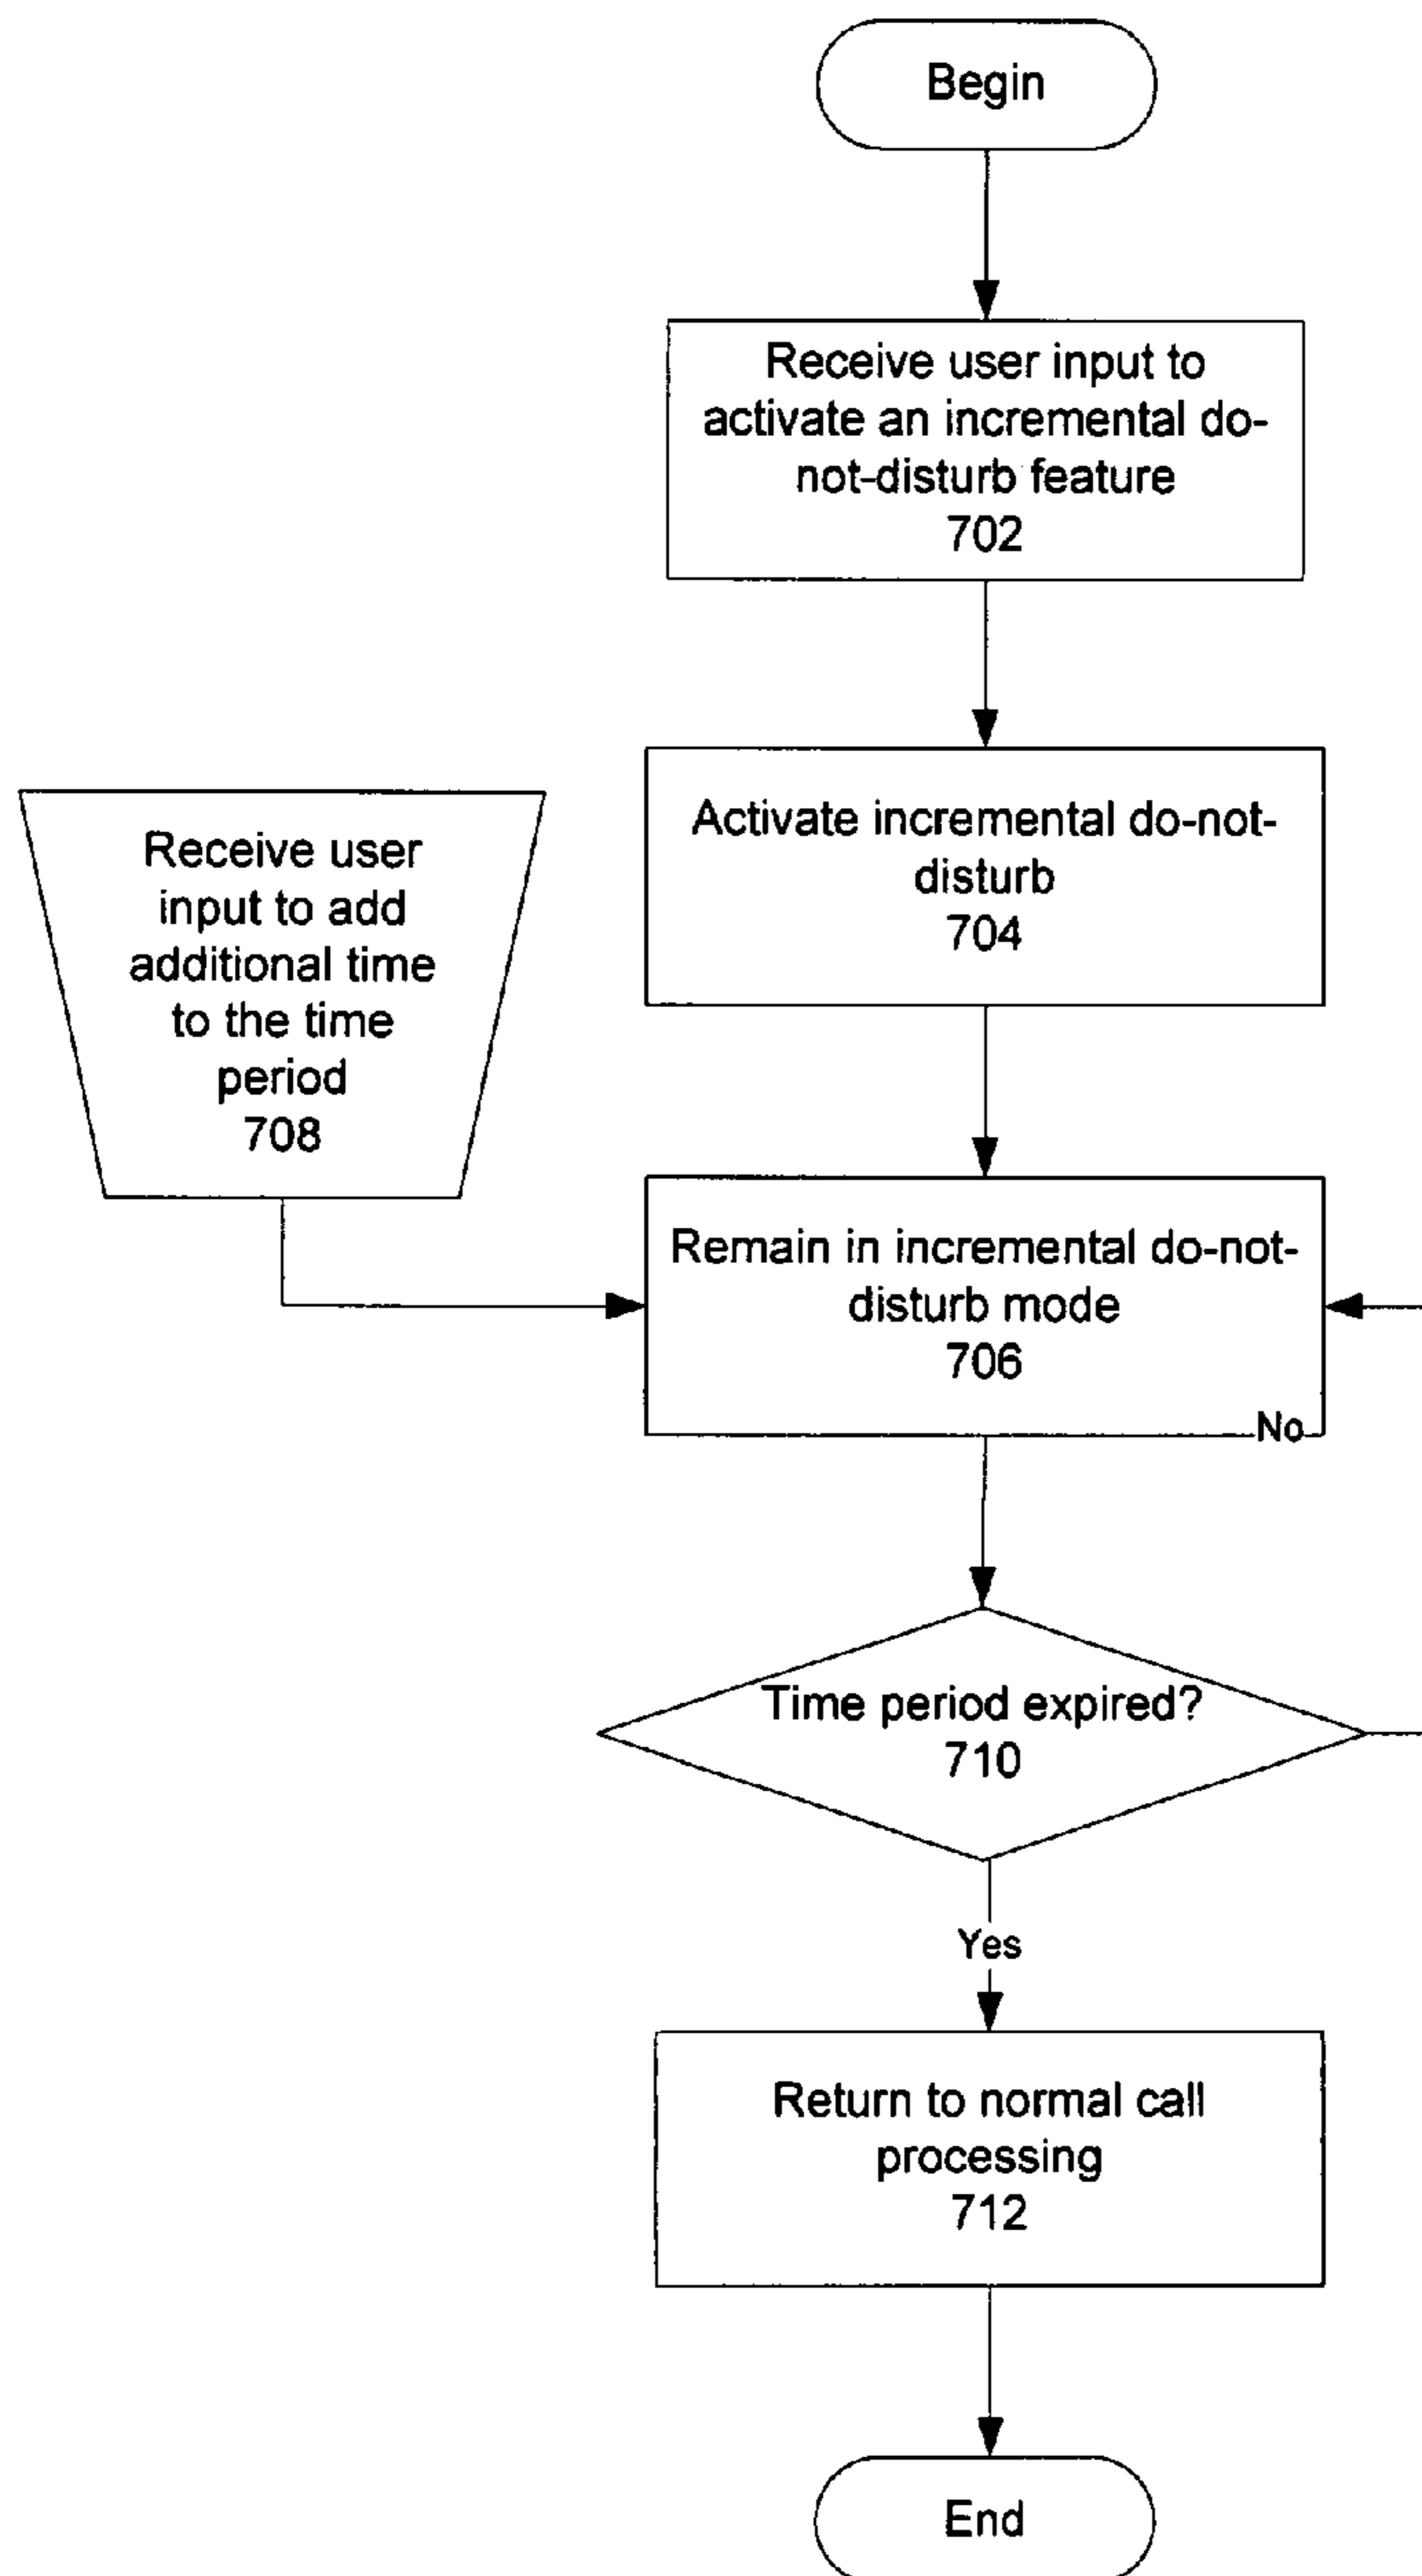 Begin
Receive user input to
activate an incremental do-
not-disturb feature
702
Activate incremental do-not-
disturb
704
Receive user
input to add
additional time
to the time
period
708
Remain in incremental do-not-
disturb mode
706
No
Time period expired?
710
Yes
Return to normal call
processing
712
End